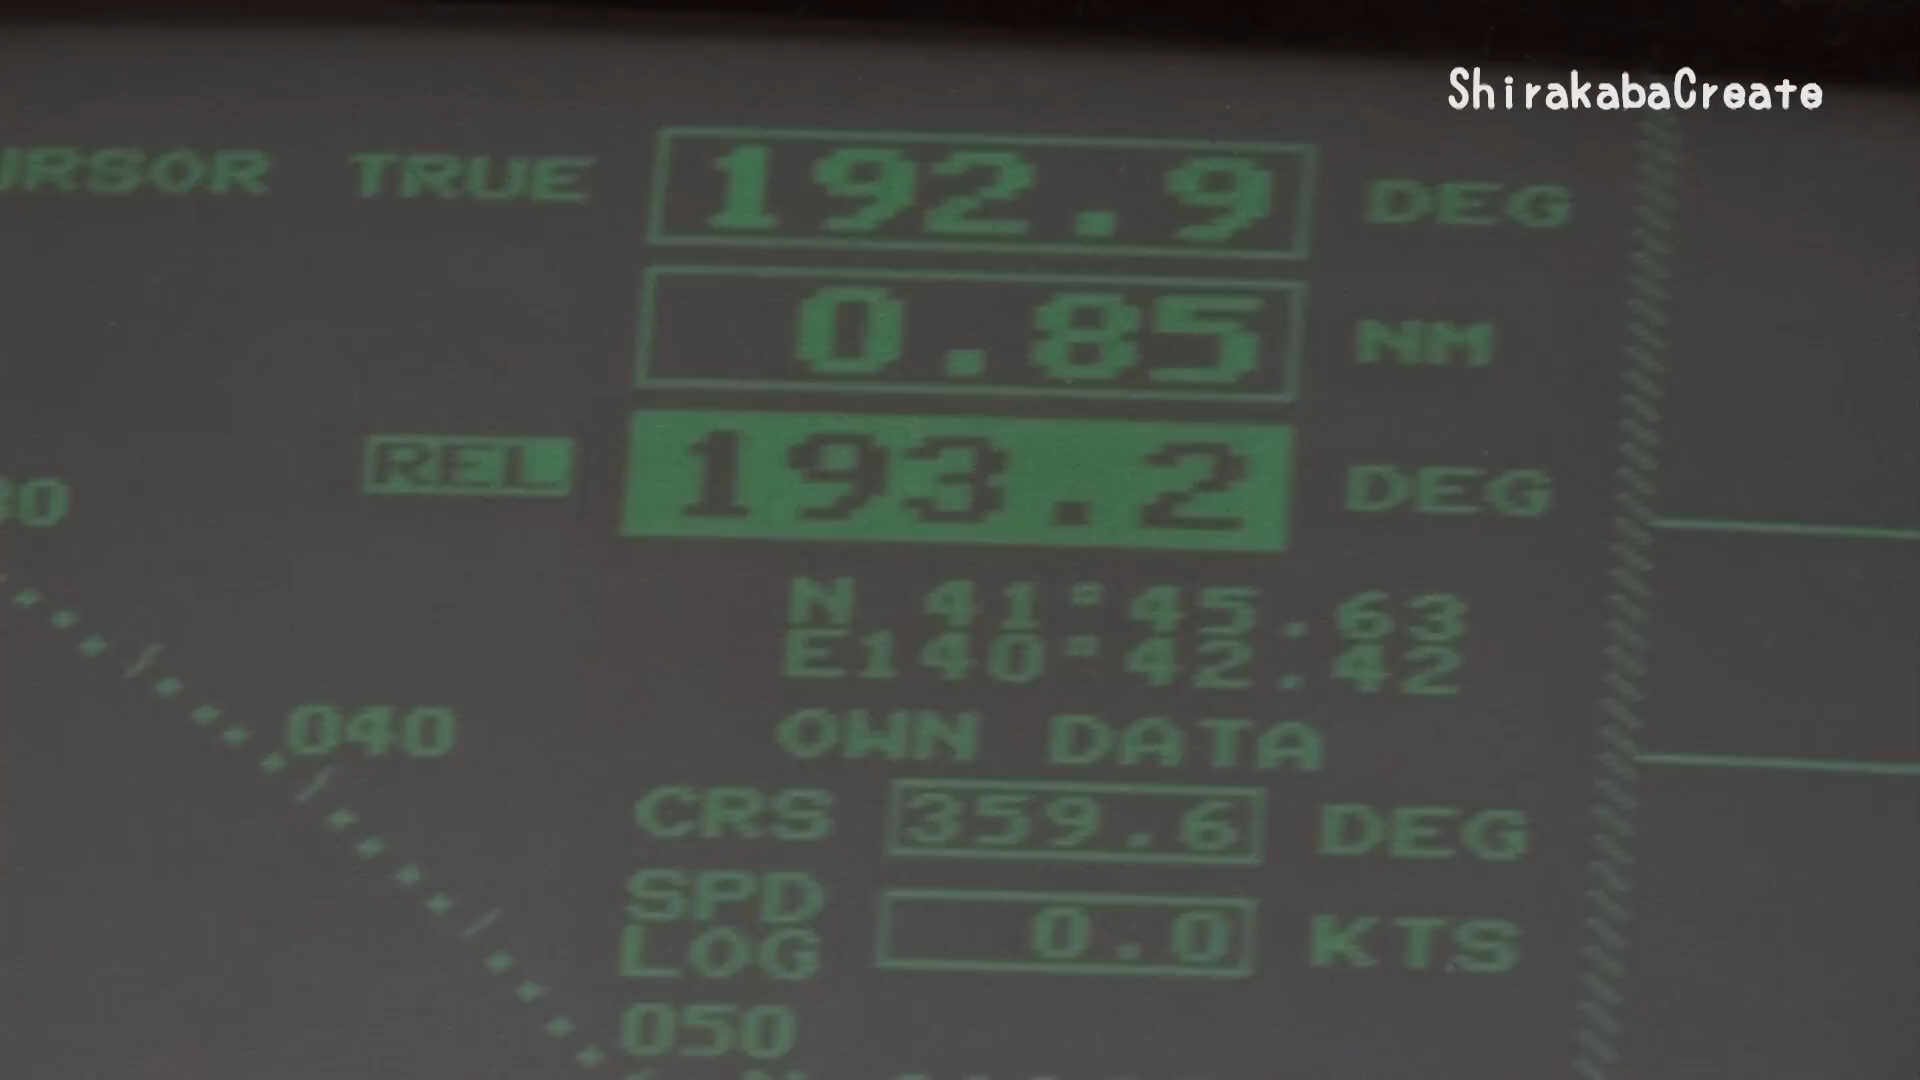 ShirakabaCreate
URSOR TRUE 192.9 DEG
0.85 NM
REL 193.2 DEG
N 41°45.63
E140°42.42
040
OWN DATA
CRS 359.6 DEG
SPD
LOG 0.0 KTS
050